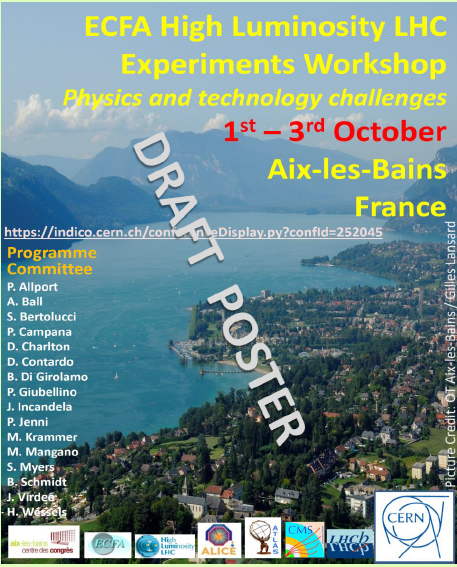 ECFA High Luminosity LHC
Experiments Workshop
Physics and technology challenges
1st – 3rd October
Aix-les-Bains
France
https://indico.cern.ch/conferenceDisplay.py?confId=252045
DRAFT POSTER
Programme
Committee
P. Allport
A. Ball
S. Bertolucci
P. Campana
D. Charlton
D. Contardo
B. Di Girolamo
P. Giubellino
J. Incandela
P. Jenni
M. Krammer
M. Mangano
S. Myers
B. Schmidt
J. Virdee
H. Wessels
Picture Credit: OT Aix-les-Bains / Gilles Lansard
aix-les-bains
centre des congrès
ECFA
High
Luminosity
LHC
ALICE
ATLAS
CMS
LHCb
CERN